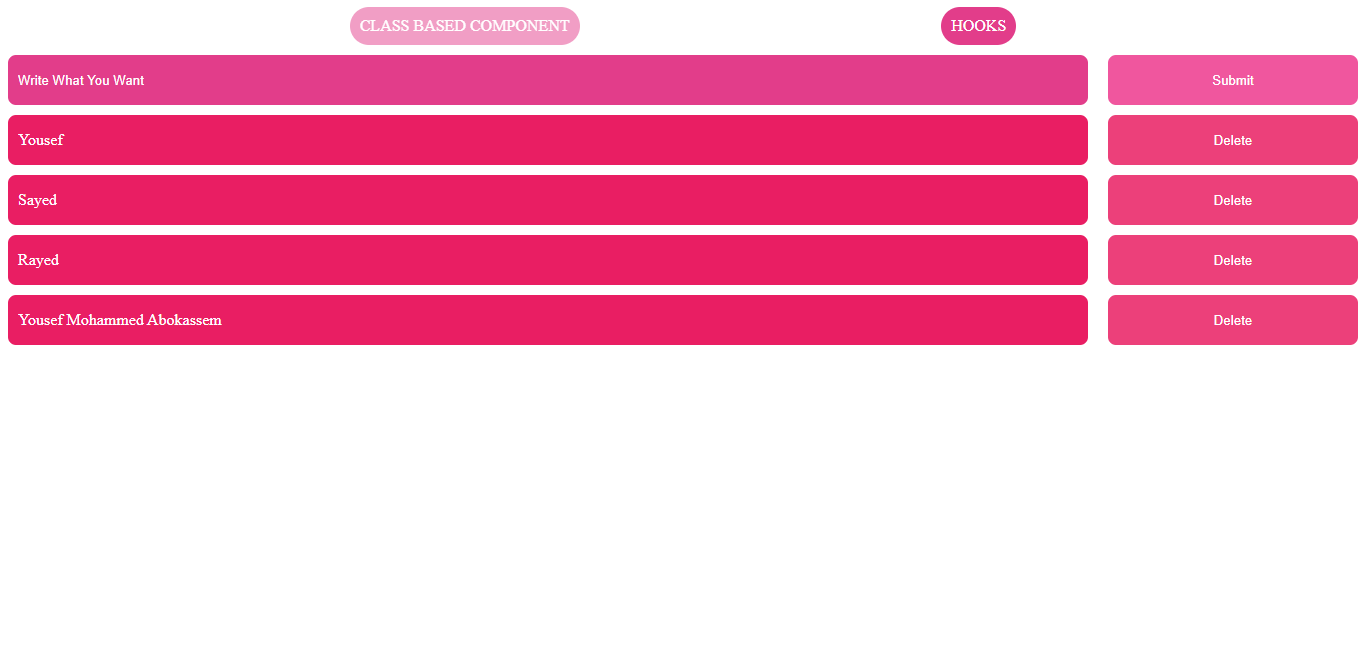 CLASS BASED COMPONENT HOOKS
Write What You Want Submit
Yousef Delete
Sayed Delete
Rayed Delete
Yousef Mohammed Abokassem Delete